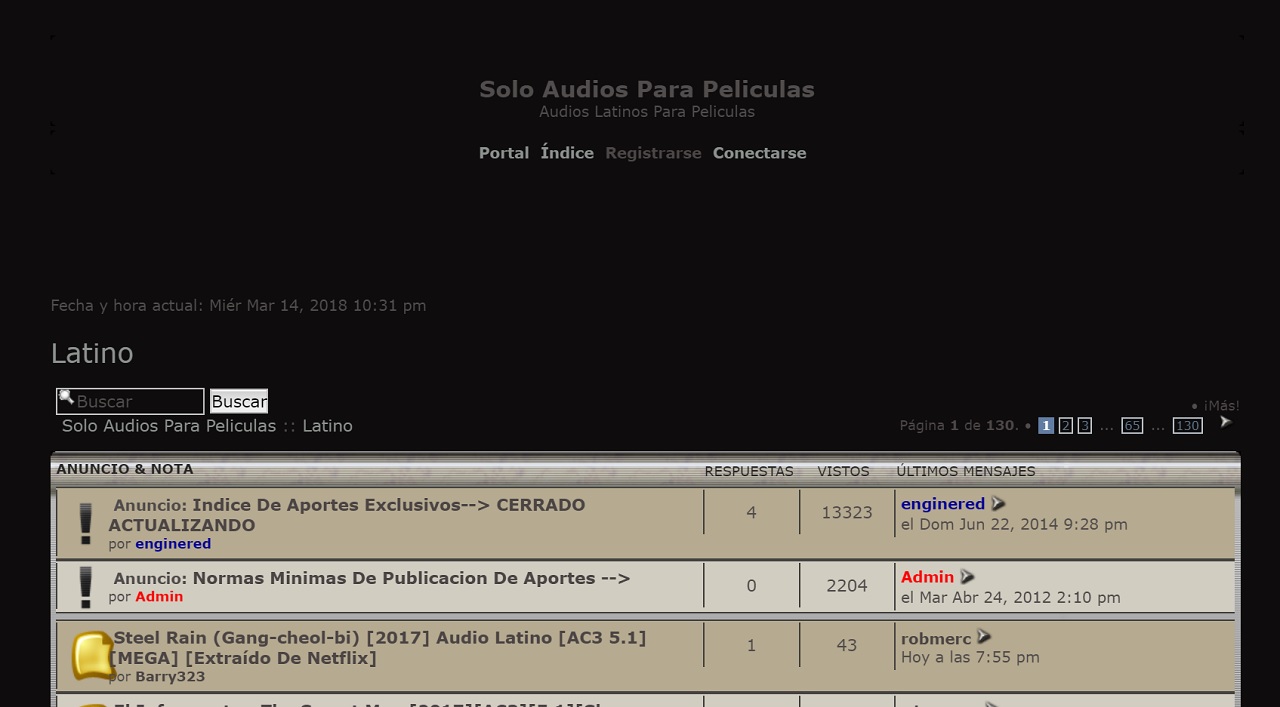 Solo Audios Para Peliculas
Audios Latinos Para Peliculas
Portal Índice Registrarse Conectarse
Fecha y hora actual: Miér Mar 14, 2018 10:31 pm
Latino
Buscar Buscar
• ¡Más!
Solo Audios Para Peliculas :: Latino
Página 1 de 130. • 1 2 3 ... 65 ... 130
ANUNCIO & NOTA RESPUESTAS VISTOS ÚLTIMOS MENSAJES
Anuncio: Indice De Aportes Exclusivos--> CERRADO
ACTUALIZANDO
por enginered
4 13323
enginered
el Dom Jun 22, 2014 9:28 pm
Anuncio: Normas Minimas De Publicacion De Aportes -->
por Admin
0 2204
Admin
el Mar Abr 24, 2012 2:10 pm
Steel Rain (Gang-cheol-bi) [2017] Audio Latino [AC3 5.1]
[MEGA] [Extraído De Netflix]
por Barry323
1 43
robmerc
Hoy a las 7:55 pm